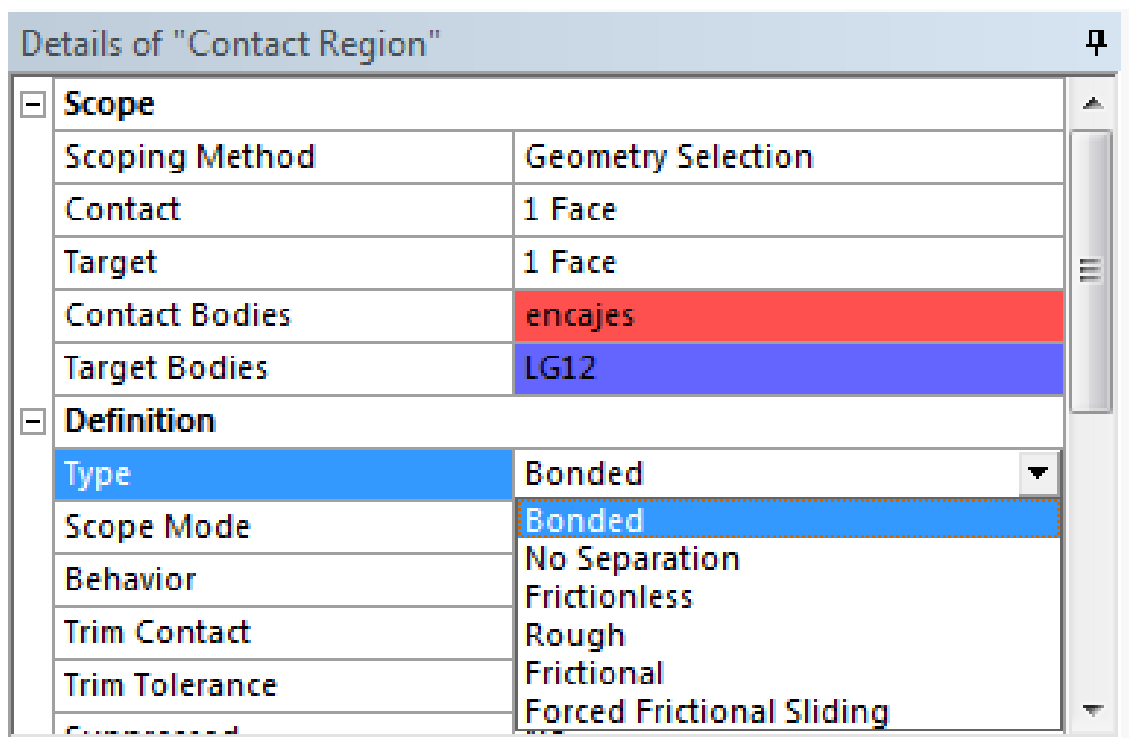 Details of "Contact Region"
Scope
Scoping Method Geometry Selection
Contact 1 Face
Target 1 Face
Contact Bodies encajes
Target Bodies LG12
Definition
Type Bonded
Scope Mode Bonded
No Separation
Behavior Frictionless
Trim Contact Rough
Trim Tolerance Frictional
Forced Frictional Sliding